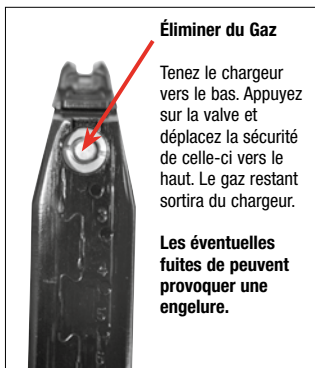 Éliminer du Gaz
Tenez le chargeur
vers le bas. Appuyez
sur la valve et
déplacez la sécurité
de celle-ci vers le
haut. Le gaz restant
sortira du chargeur.
Les éventuelles
fuites de peuvent
provoquer une
engelure.